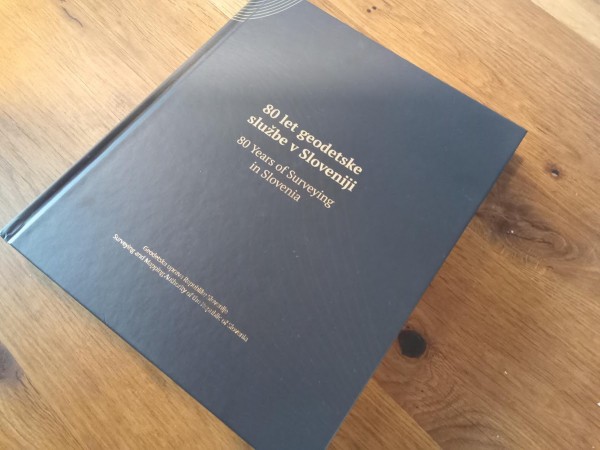 80 let geodetske
službe v Sloveniji
80 Years of Surveying
in Slovenia
Geodetska uprava Republike Slovenije
Surveying and Mapping Authority of the Republic of Slovenia